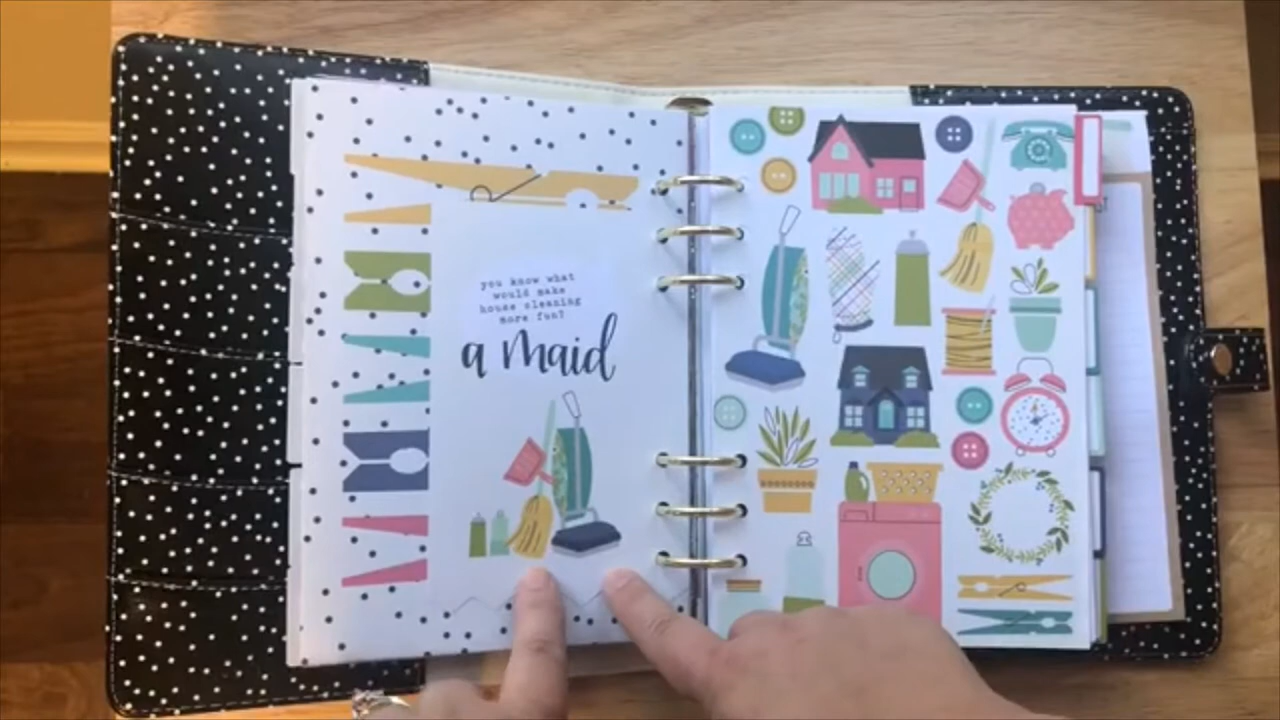 you know what
would make
house cleaning
more fun?
a maid